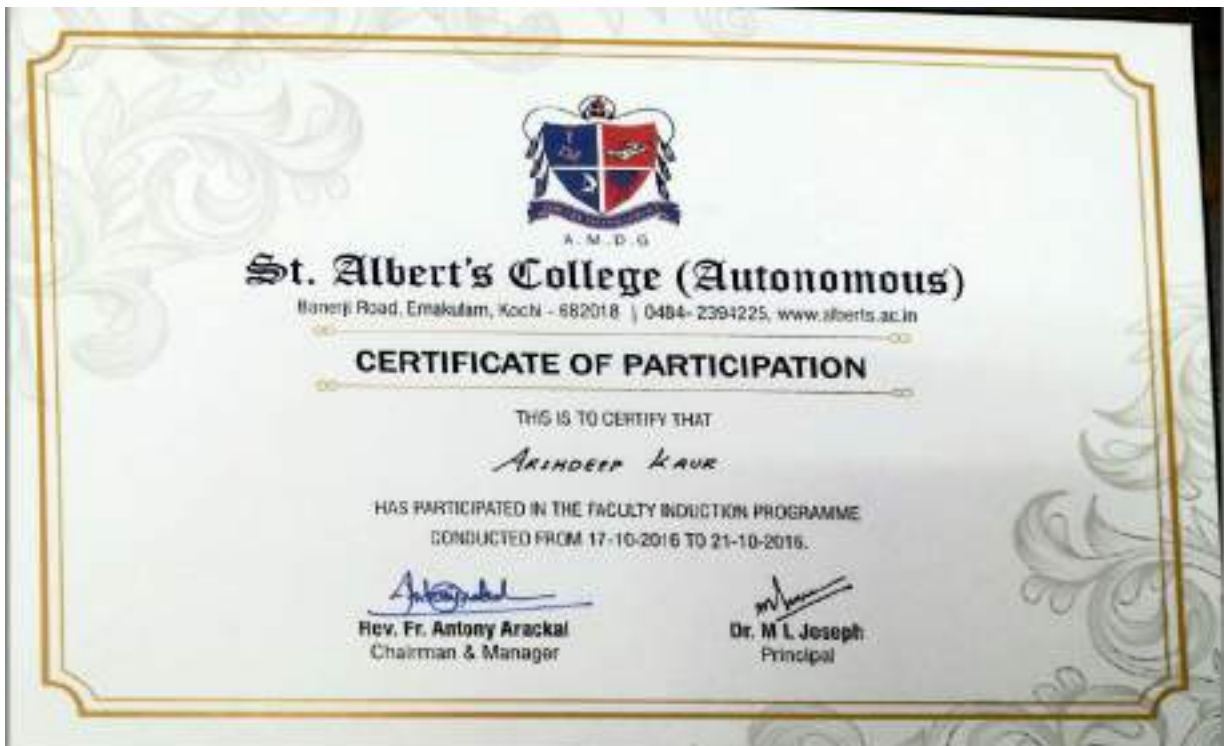 A.M.D.G
St. Albert's College (Autonomous)
Banerji Road, Ernakulam, Kochi - 682018 | 0484- 2394225, www.alberts.ac.in
CERTIFICATE OF PARTICIPATION
THIS IS TO CERTIFY THAT
KAUR
HAS PARTICIPATED IN THE FACULTY INDUCTION PROGRAMME
CONDUCTED FROM 17-10-2016 TO 21-10-2016.
Rev. Fr. Antony Arackal
Dr. M L Joseph
Chairman & Manager
Principal